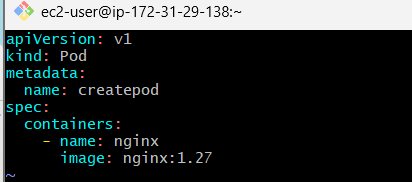 ec2-user@ip-172-31-29-138:~
apiVersion: v1
kind: Pod
metadata:
  name: createpod
spec:
  containers:
    - name: nginx
      image: nginx:1.27
~